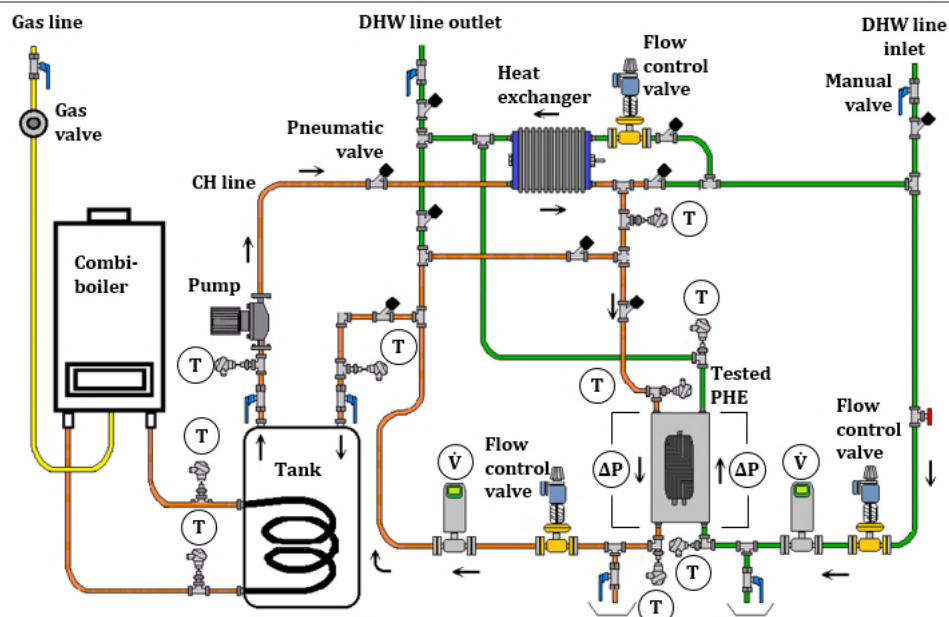 Gas line
DHW line outlet
DHW line
inlet
Flow
control
valve
Heat
exchanger
Manual
valve
Gas
valve
Pneumatic
valve
CH line
T
Combi-
boiler
Pump
T
T
T
T
Tested
PHE
Flow
control
valve
T
Tank
V̇
Flow
control
valve
ΔP
ΔP
V̇
T
T
T